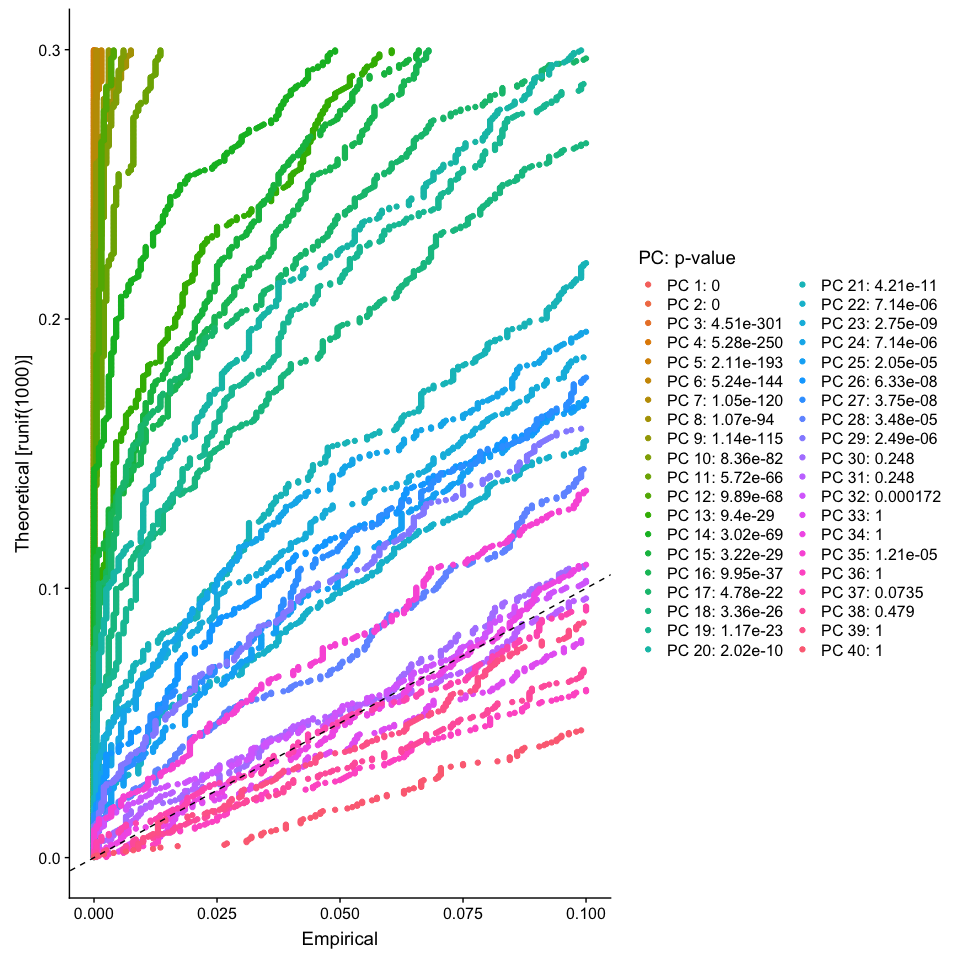 0.3
0.2
0.1
0.0
Theoretical [runif(1000)]
0.000 0.025 0.050 0.075 0.100
Empirical
PC: p-value
PC 1: 0
PC 2: 0
PC 3: 4.51e-301
PC 4: 5.28e-250
PC 5: 2.11e-193
PC 6: 5.24e-144
PC 7: 1.05e-120
PC 8: 1.07e-94
PC 9: 1.14e-115
PC 10: 8.36e-82
PC 11: 5.72e-66
PC 12: 9.89e-68
PC 13: 9.4e-29
PC 14: 3.02e-69
PC 15: 3.22e-29
PC 16: 9.95e-37
PC 17: 4.78e-22
PC 18: 3.36e-26
PC 19: 1.17e-23
PC 20: 2.02e-10
PC 21: 4.21e-11
PC 22: 7.14e-06
PC 23: 2.75e-09
PC 24: 7.14e-06
PC 25: 2.05e-05
PC 26: 6.33e-08
PC 27: 3.75e-08
PC 28: 3.48e-05
PC 29: 2.49e-06
PC 30: 0.248
PC 31: 0.248
PC 32: 0.000172
PC 33: 1
PC 34: 1
PC 35: 1.21e-05
PC 36: 1
PC 37: 0.0735
PC 38: 0.479
PC 39: 1
PC 40: 1